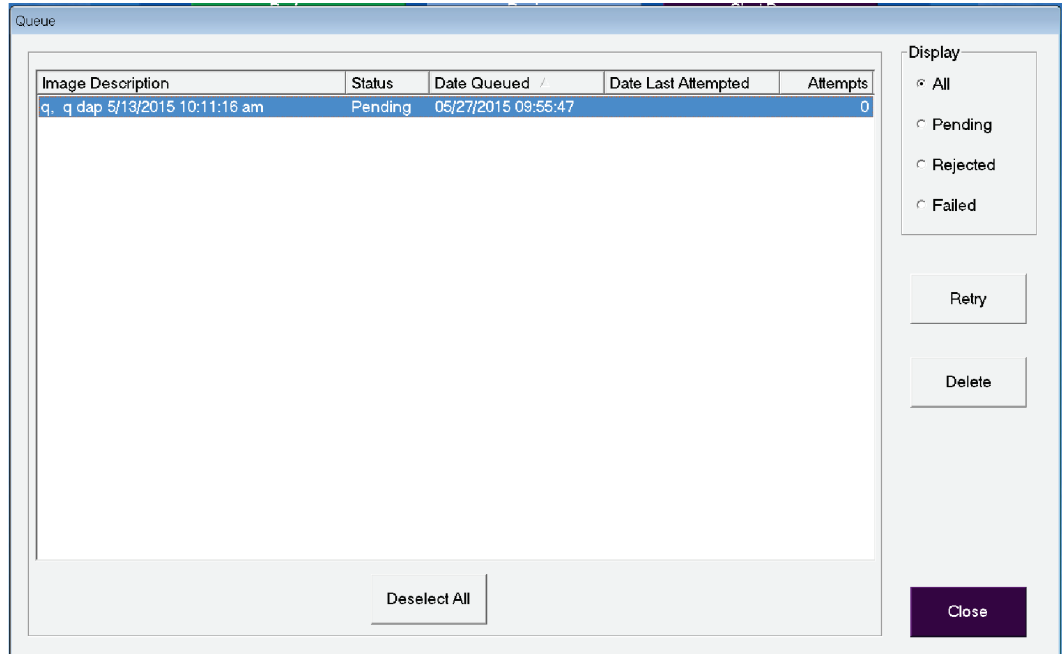 Queue
Display
Image Description Status Date Queued Date Last Attempted Attempts
All
q, q dap 5/13/2015 10:11:16 am Pending 05/27/2015 09:55:47 0
Pending
Rejected
Failed
Retry
Delete
Deselect All
Close